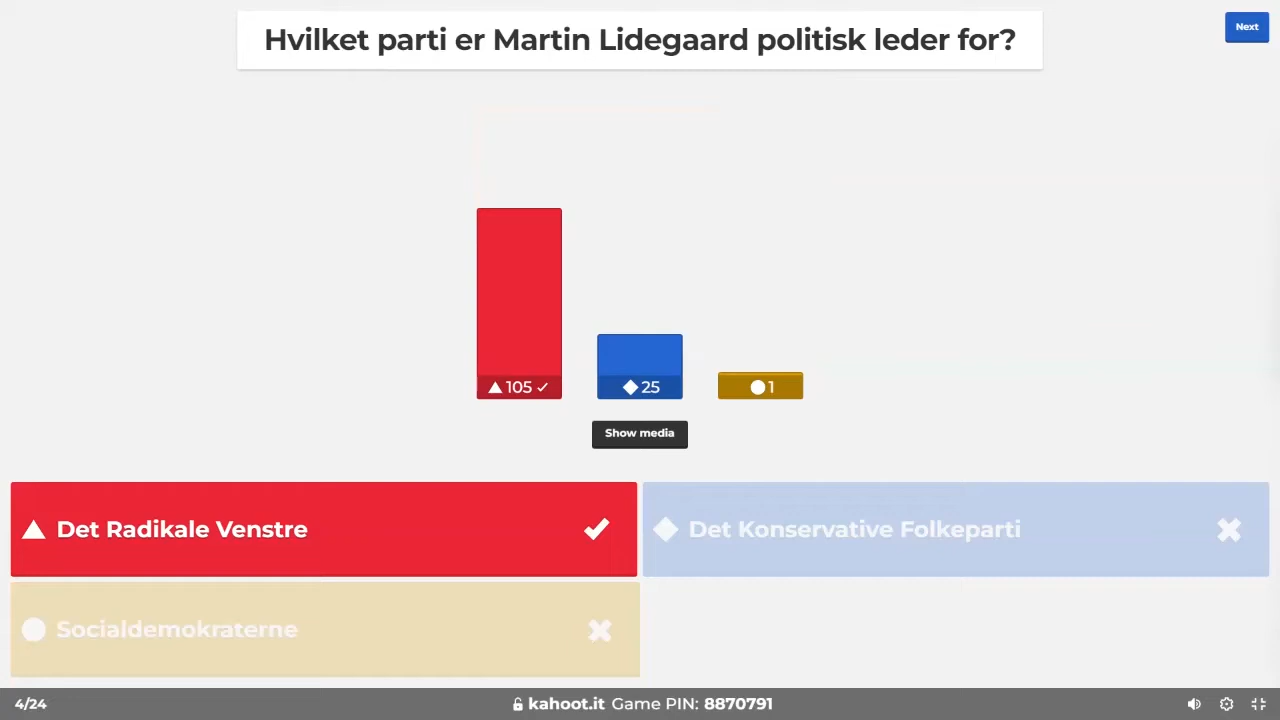 Hvilket parti er Martin Lidegaard politisk leder for?
Next
105
25
1
Show media
Det Radikale Venstre
Det Konservative Folkeparti
Socialdemokraterne
4/24
kahoot.it Game PIN: 8870791